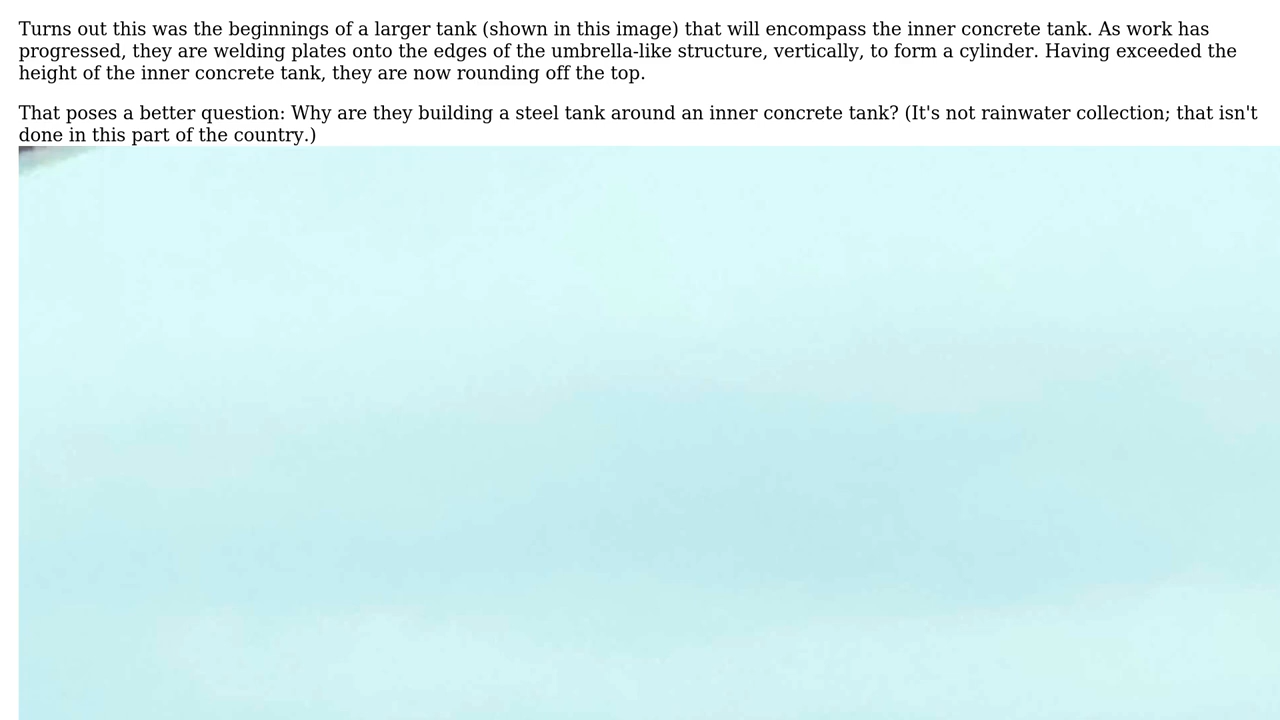 Turns out this was the beginnings of a larger tank (shown in this image) that will encompass the inner concrete tank. As work has
progressed, they are welding plates onto the edges of the umbrella-like structure, vertically, to form a cylinder. Having exceeded the
height of the inner concrete tank, they are now rounding off the top.
That poses a better question: Why are they building a steel tank around an inner concrete tank? (It's not rainwater collection; that isn't
done in this part of the country.)